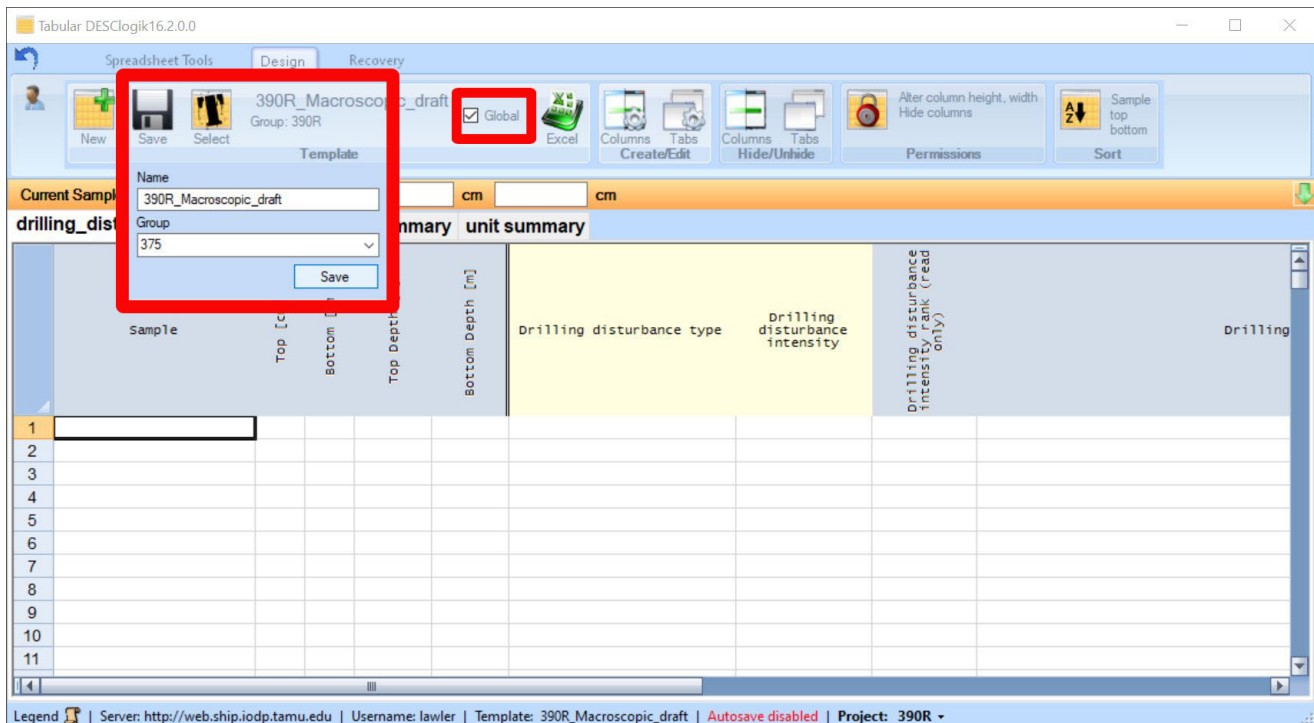 Tabular DESClogik16.2.0.0
Spreadsheet Tools Design Recovery
New Save Select
390R_Macroscopic_draft
Group: 390R
Template
Global
Excel
Columns Tabs
Create/Edit
Columns Tabs
Hide/Unhide
Alter column height, width
Hide columns
Permissions
Sample
top
bottom
Sort
Name
390R_Macroscopic_draft
Group
375
Save
Current Sampl cm cm
drilling_dist mmary unit summary
Sample
Top [c
Bottom
Top Depth
Bottom Depth [m]
Drilling disturbance type
Drilling
disturbance
intensity
Drilling disturbance
intensity rank (read
only)
Drilling
1
2
3
4
5
6
7
8
9
10
11
Legend | Server: http://web.ship.iodp.tamu.edu | Username: lawler | Template: 390R_Macroscopic_draft | Autosave disabled | Project: 390R